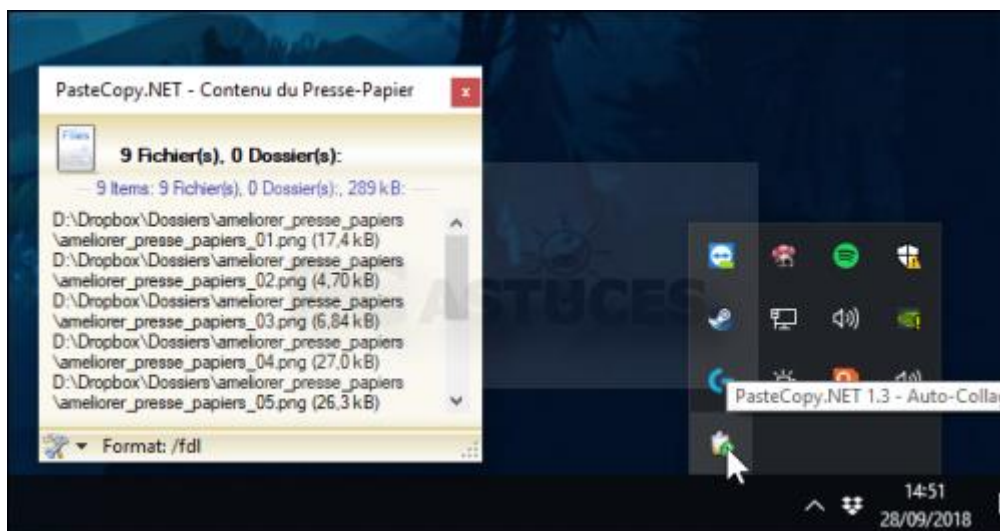 PasteCopy.NET - Contenu du Presse-Papier
x
Files
9 Fichier(s), 0 Dossier(s):
9 Items: 9 Fichier(s), 0 Dossier(s):, 289 kB:
D:\Dropbox\Dossiers\ameliorer_presse_papiers
\ameliorer_presse_papiers_01.png (17,4 kB)
D:\Dropbox\Dossiers\ameliorer_presse_papiers
\ameliorer_presse_papiers_02.png (4,70 kB)
D:\Dropbox\Dossiers\ameliorer_presse_papiers
\ameliorer_presse_papiers_03.png (6,84 kB)
D:\Dropbox\Dossiers\ameliorer_presse_papiers
\ameliorer_presse_papiers_04.png (27,0 kB)
D:\Dropbox\Dossiers\ameliorer_presse_papiers
\ameliorer_presse_papiers_05.png (26,3 kB)
Format: /fdl
ASTUCES
PasteCopy.NET 1.3 - Auto-Colla
14:51
28/09/2018